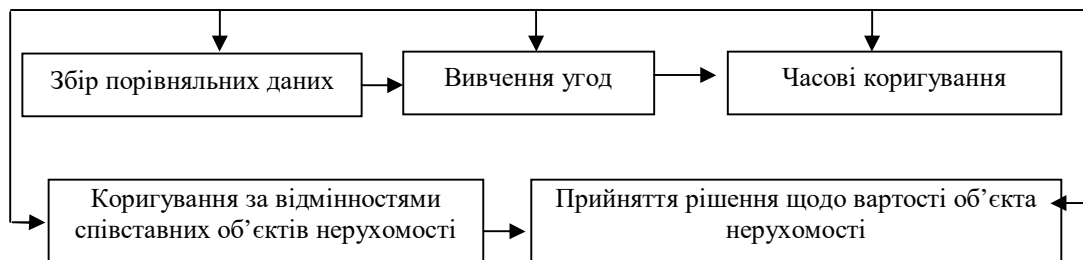 Збір порівняльних даних
Вивчення угод
Часові коригування
Коригування за відмінностями
співставних об’єктів нерухомості
Прийняття рішення щодо вартості об’єкта
нерухомості